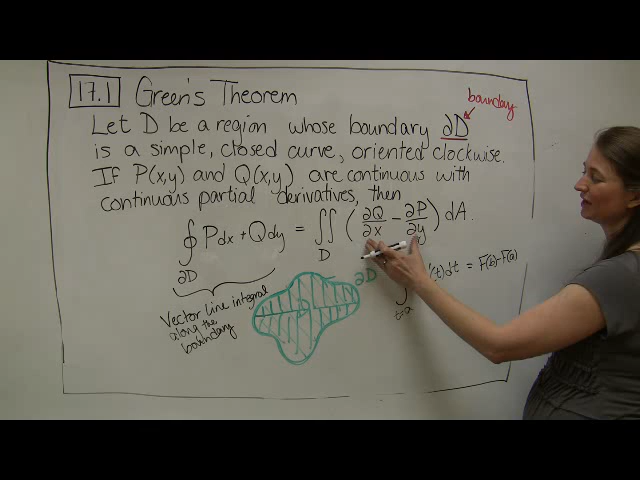 17.1 Green's Theorem
boundary
Let D be a region whose boundary ∂D
is a simple, closed curve, oriented clockwise.
If P(x,y) and Q(x,y) are continuous with
continuous partial derivatives, then
∮ Pdx + Qdy = ∬ ( ∂Q/∂x − ∂P/∂y ) dA.
∂D D
Vector line integral
along the
boundary
D
∂D
'(t)dt = F(b)-F(a)
t=a